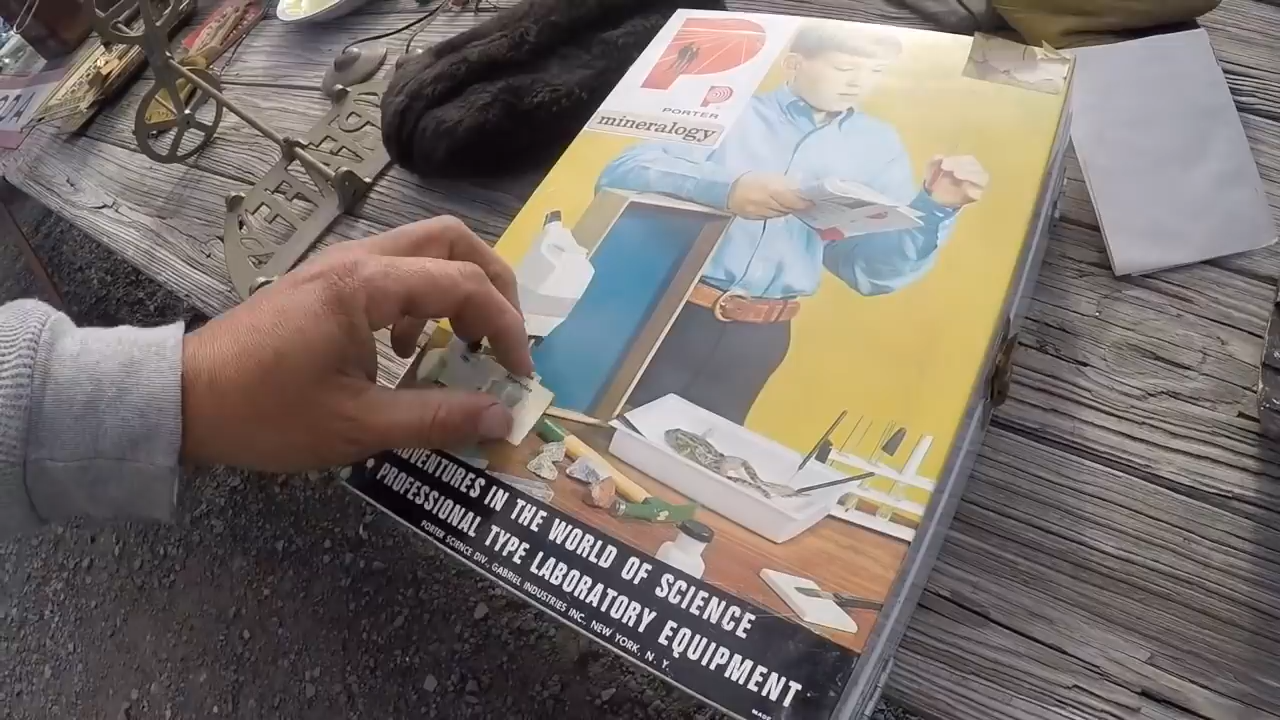 P
P
PORTER
mineralogy
ADVENTURES IN THE WORLD OF SCIENCE
PROFESSIONAL TYPE LABORATORY EQUIPMENT
PORTER SCIENCE DIV., GABRIEL INDUSTRIES INC, NEW YORK, N. Y.
MADE